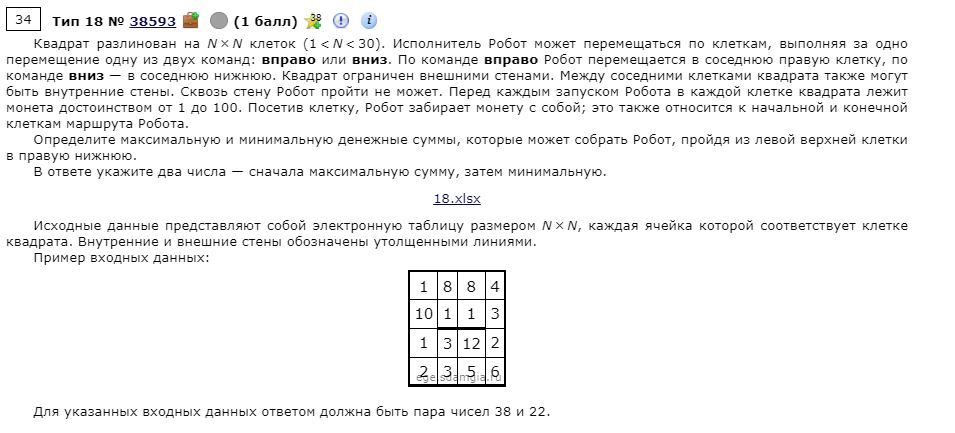 34 Тип 18 № 38593 (1 балл) 38
Квадрат разлинован на N × N клеток (1 < N < 30). Исполнитель Робот может перемещаться по клеткам, выполняя за одно
перемещение одну из двух команд: вправо или вниз. По команде вправо Робот перемещается в соседнюю правую клетку, по
команде вниз — в соседнюю нижнюю. Квадрат ограничен внешними стенами. Между соседними клетками квадрата также могут
быть внутренние стены. Сквозь стену Робот пройти не может. Перед каждым запуском Робота в каждой клетке квадрата лежит
монета достоинством от 1 до 100. Посетив клетку, Робот забирает монету с собой; это также относится к начальной и конечной
клеткам маршрута Робота.
Определите максимальную и минимальную денежные суммы, которые может собрать Робот, пройдя из левой верхней клетки
в правую нижнюю.
В ответе укажите два числа — сначала максимальную сумму, затем минимальную.
18.xlsx
Исходные данные представляют собой электронную таблицу размером N × N, каждая ячейка которой соответствует клетке
квадрата. Внутренние и внешние стены обозначены утолщенными линиями.
Пример входных данных:
1 8 8 4
10 1 1 3
1 3 12 2
2 3 5 6
ege.sdamgia.ru
Для указанных входных данных ответом должна быть пара чисел 38 и 22.